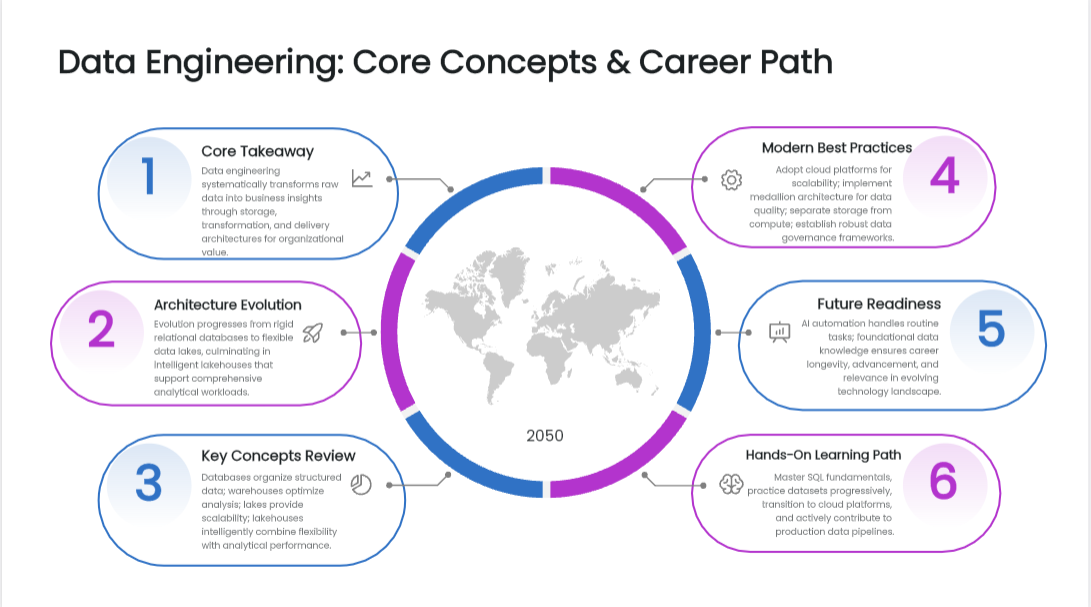 Data Engineering: Core Concepts & Career Path
1
Core Takeaway
Data engineering
systematically transforms raw
data into business insights
through storage,
transformation, and delivery
architectures for organizational
value.
2
Architecture Evolution
Evolution progresses from rigid
relational databases to flexible
data lakes, culminating in
intelligent lakehouses that
support comprehensive
analytical workloads.
3
Key Concepts Review
Databases organize structured
data; warehouses optimize
analysis; lakes provide
scalability; lakehouses
intelligently combine flexibility
with analytical performance.
2050
Modern Best Practices
4
Adopt cloud platforms for
scalability; implement
medallion architecture for data
quality; separate storage from
compute; establish robust data
governance frameworks.
Future Readiness
5
AI automation handles routine
tasks; foundational data
knowledge ensures career
longevity, advancement, and
relevance in evolving
technology landscape.
Hands-On Learning Path
6
Master SQL fundamentals,
practice datasets progressively,
transition to cloud platforms,
and actively contribute to
production data pipelines.